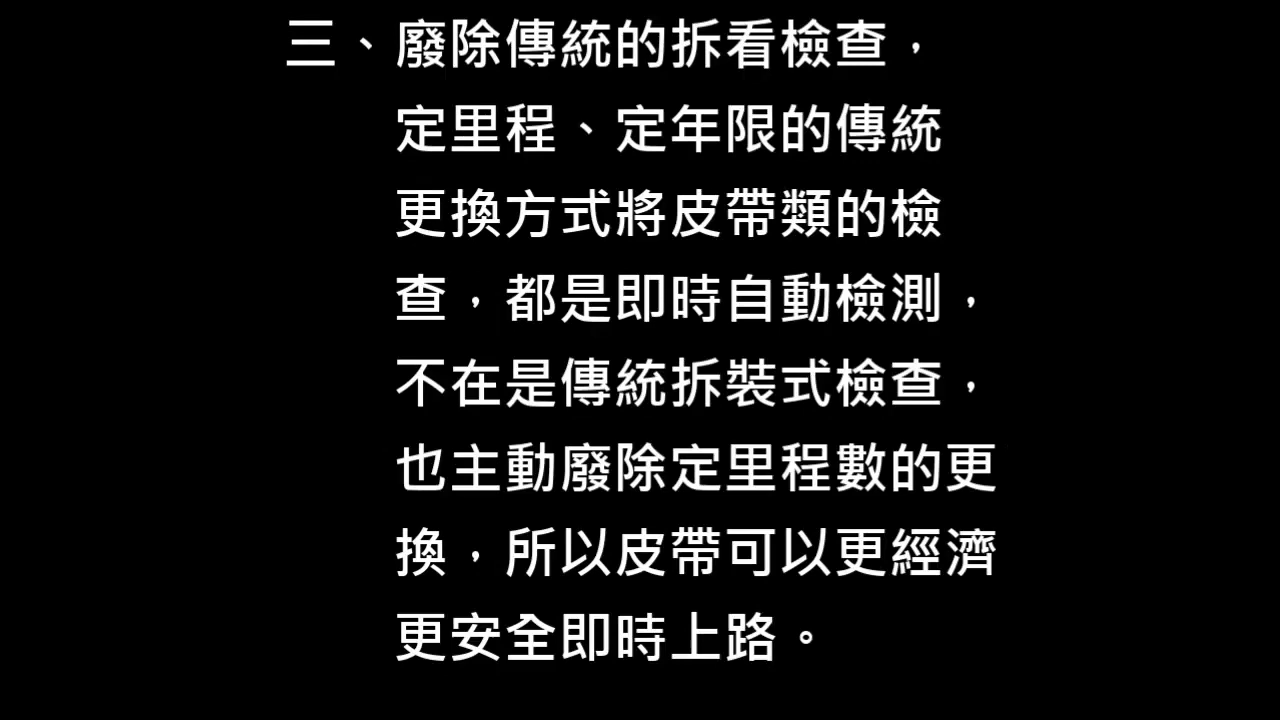 三、廢除傳統的拆看檢查，
定里程、定年限的傳統
更換方式將皮帶類的檢
查，都是即時自動檢測，
不在是傳統拆裝式檢查，
也主動廢除定里程數的更
換，所以皮帶可以更經濟
更安全即時上路。